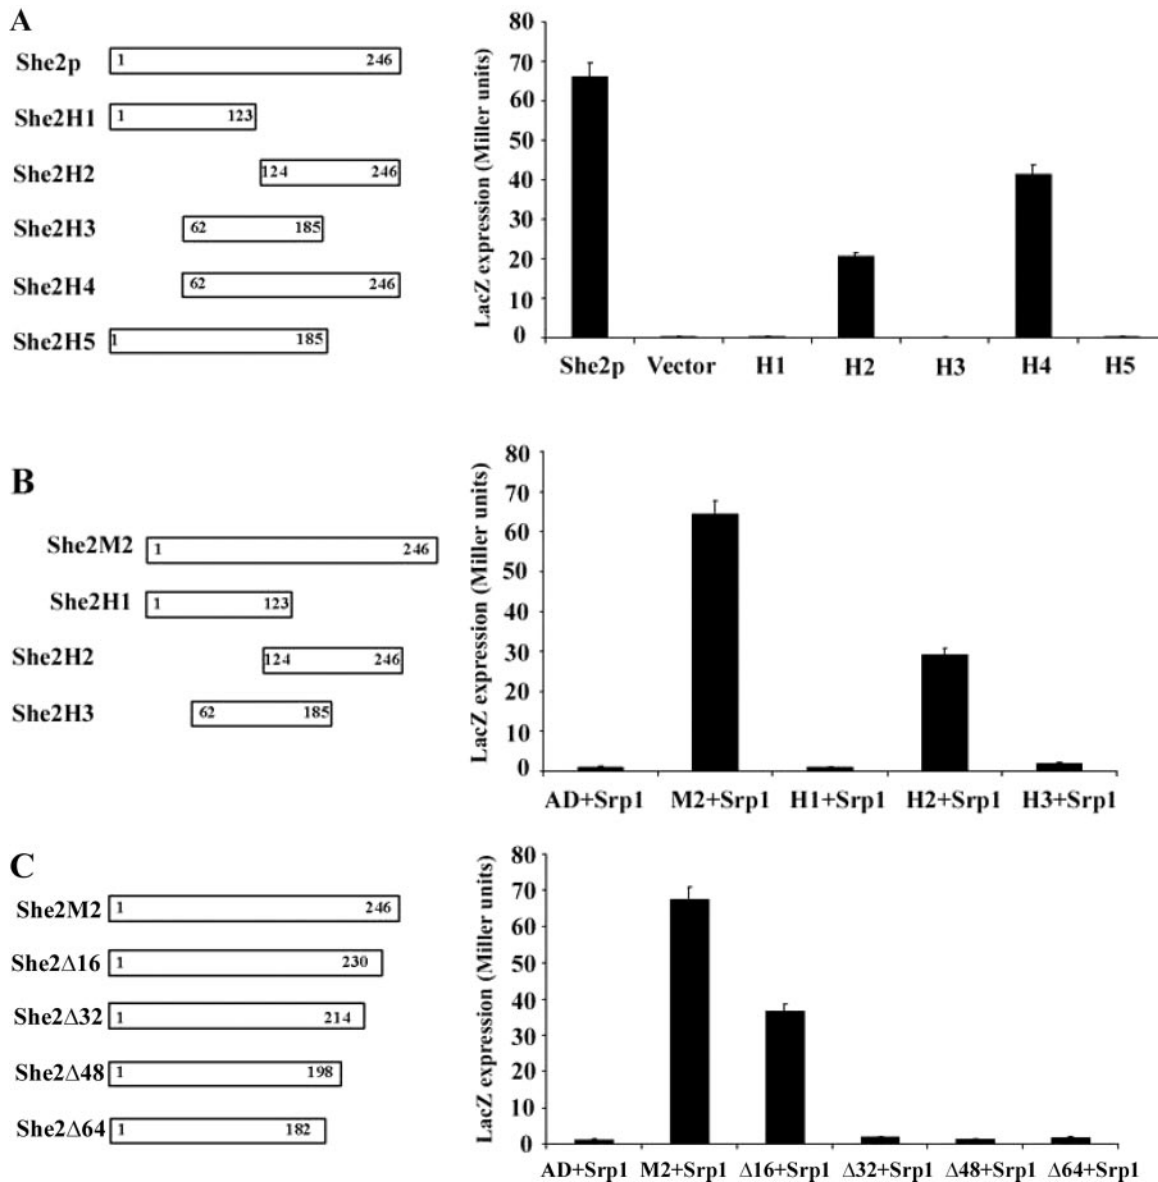 A
She2p
1 246
She2H1
1 123
She2H2
124 246
She2H3
62 185
She2H4
62 246
She2H5
1 185
LacZ expression (Miller units)
80
70
60
50
40
30
20
10
0
She2p Vector H1 H2 H3 H4 H5
B
She2M2
1 246
She2H1
1 123
She2H2
124 246
She2H3
62 185
LacZ expression (Miller units)
80
70
60
50
40
30
20
10
0
AD+Srp1 M2+Srp1 H1+Srp1 H2+Srp1 H3+Srp1
C
She2M2
1 246
She2Δ16
1 230
She2Δ32
1 214
She2Δ48
1 198
She2Δ64
1 182
LacZ expression (Miller units)
80
70
60
50
40
30
20
10
0
AD+Srp1 M2+Srp1 Δ16+Srp1 Δ32+Srp1 Δ48+Srp1 Δ64+Srp1